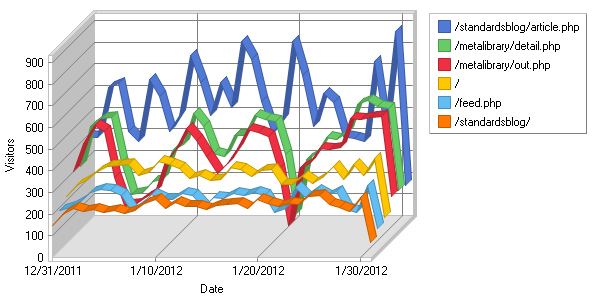 /standardsblog/article.php
/metalibrary/detail.php
/metalibrary/out.php
/
/feed.php
/standardsblog/
900
800
700
600
500
400
300
200
100
0
Visitors
12/31/2011 1/10/2012 1/20/2012 1/30/2012
Date